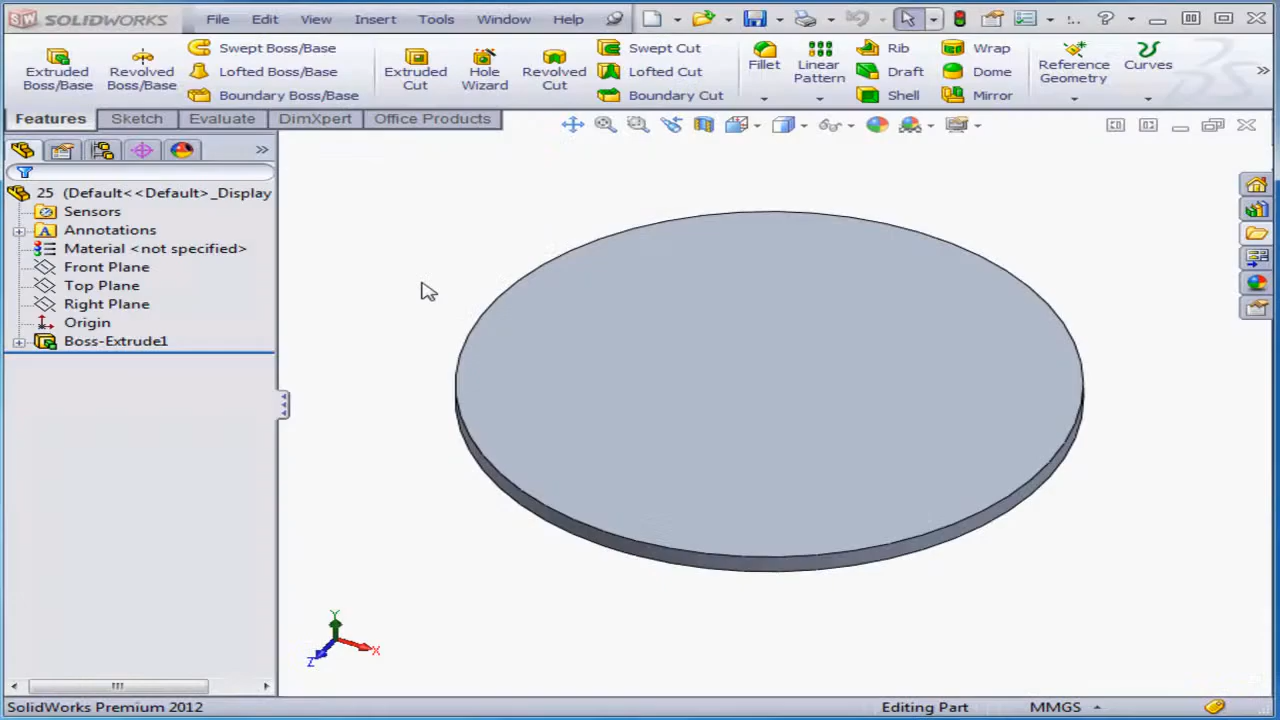 SOLIDWORKS File Edit View Insert Tools Window Help
Extruded Boss/Base
Revolved Boss/Base
Swept Boss/Base
Lofted Boss/Base
Boundary Boss/Base
Extruded Cut
Hole Wizard
Revolved Cut
Swept Cut
Lofted Cut
Boundary Cut
Fillet
Linear Pattern
Rib
Draft
Shell
Wrap
Dome
Mirror
Reference Geometry
Curves
Features Sketch Evaluate DimXpert Office Products
25 (Default<<Default>_Display
Sensors
Annotations
Material <not specified>
Front Plane
Top Plane
Right Plane
Origin
Boss-Extrude1
Y
X
Z
SolidWorks Premium 2012 Editing Part MMGS